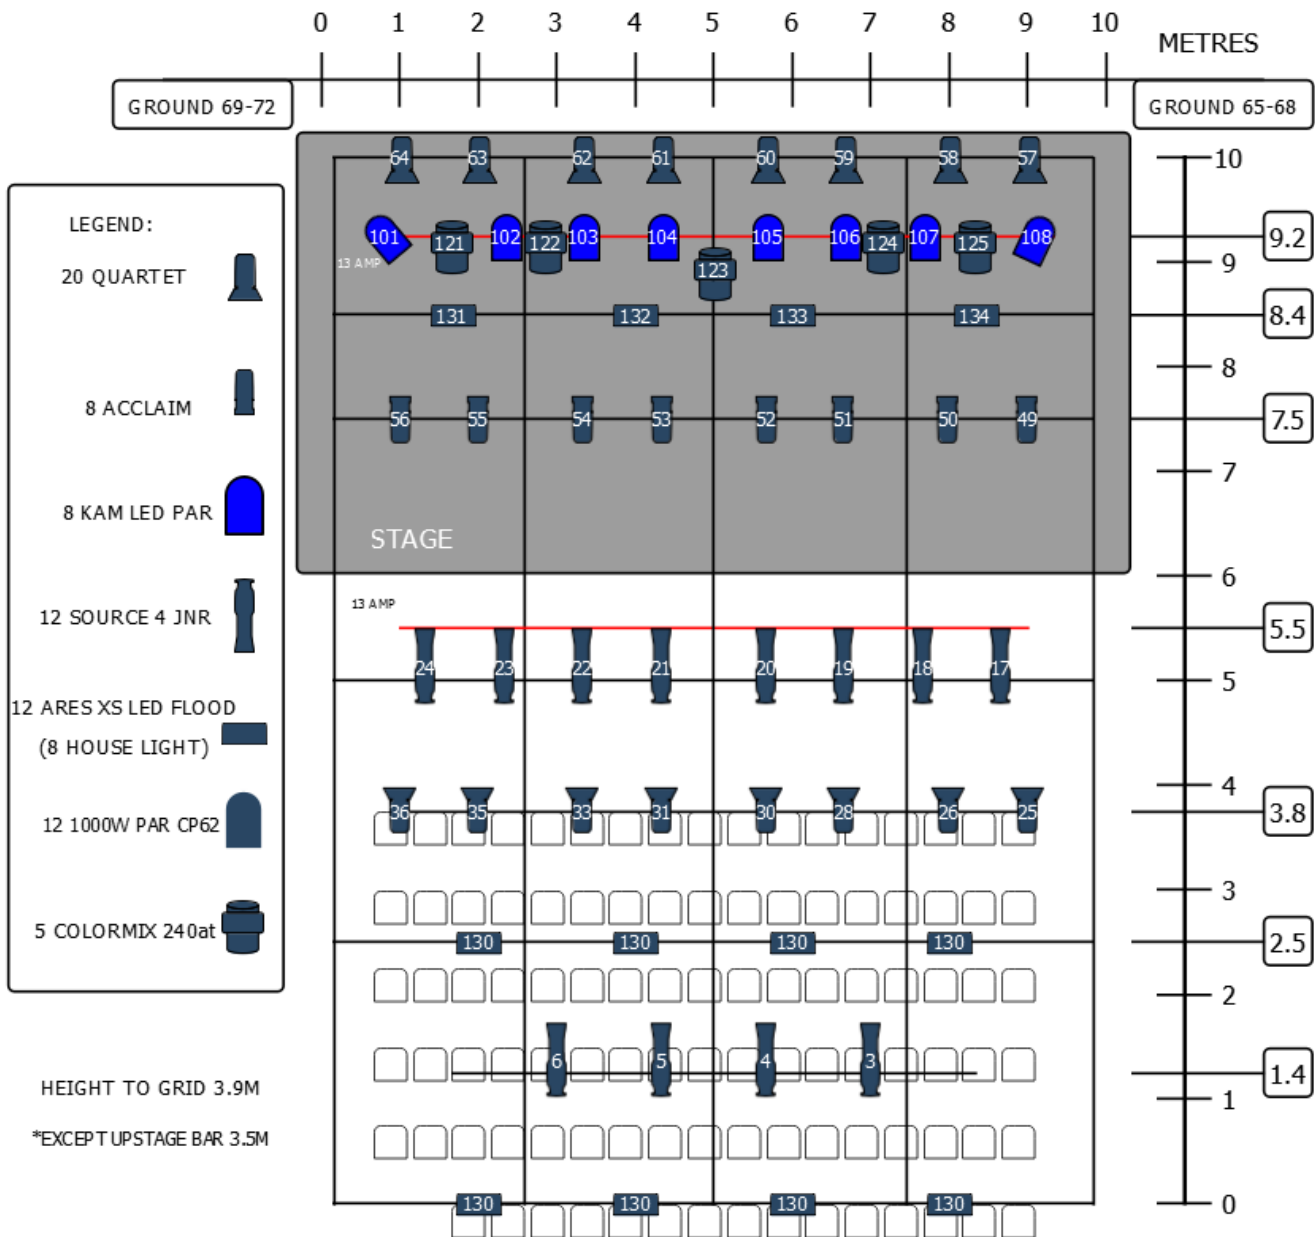 0 1 2 3 4 5 6 7 8 9 10
METRES
GROUND 69-72
GROUND 65-68
64 63 62 61 60 59 58 57
10
LEGEND:
101 121 102 122 103 104 105 106 124 107 125 108
9.2
13 AMP
123
9
20 QUARTET
131 132 133 134
8.4
8
8 ACCLAIM
56 55 54 53 52 51 50 49
7.5
7
8 KAM LED PAR
STAGE
6
13 AMP
12 SOURCE 4 JNR
5.5
24 23 22 21 20 19 18 17
5
12 ARES XS LED FLOOD
(8 HOUSE LIGHT)
4
36 35 33 31 30 28 26 25
3.8
12 1000W PAR CP62
3
5 COLORMIX 240at
130 130 130 130
2.5
2
6 5 4 3
1.4
HEIGHT TO GRID 3.9M
1
*EXCEPT UPSTAGE BAR 3.5M
130 130 130 130
0